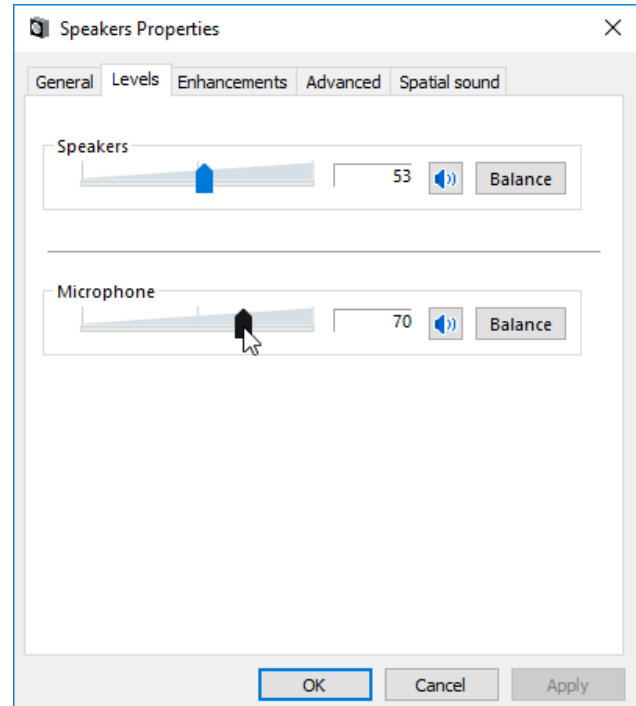 Speakers Properties
General Levels Enhancements Advanced Spatial sound
Speakers
53 Balance
Microphone
70 Balance
OK Cancel Apply